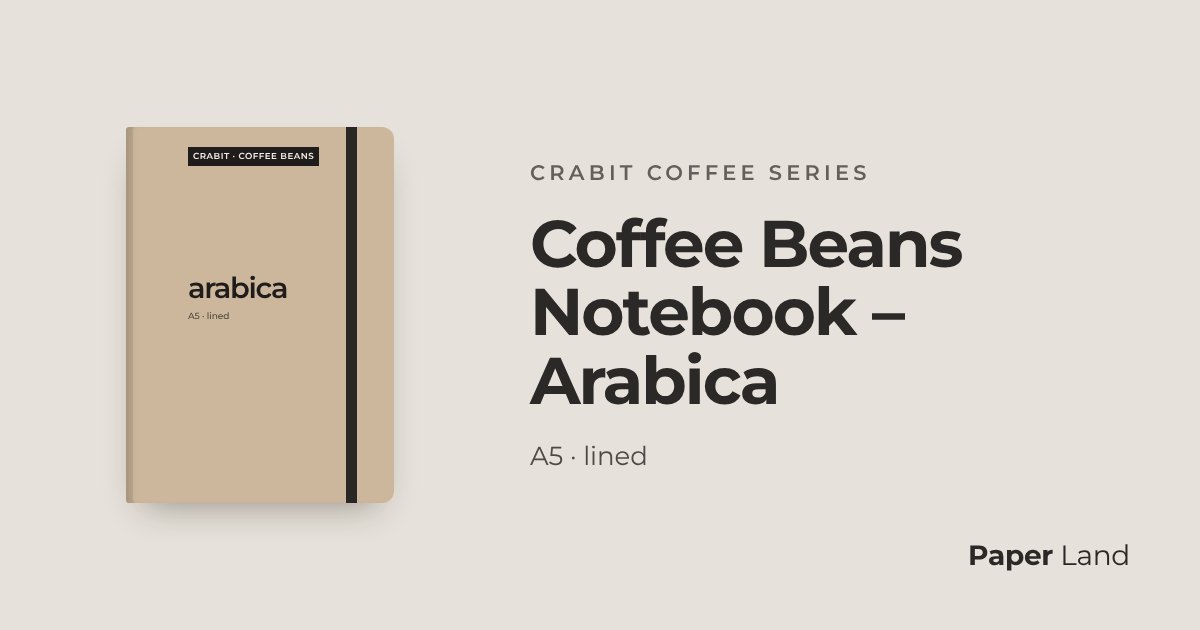 CRABIT · COFFEE BEANS
arabica
A5 · lined
CRABIT COFFEE SERIES
Coffee Beans
Notebook –
Arabica
A5 · lined
Paper Land